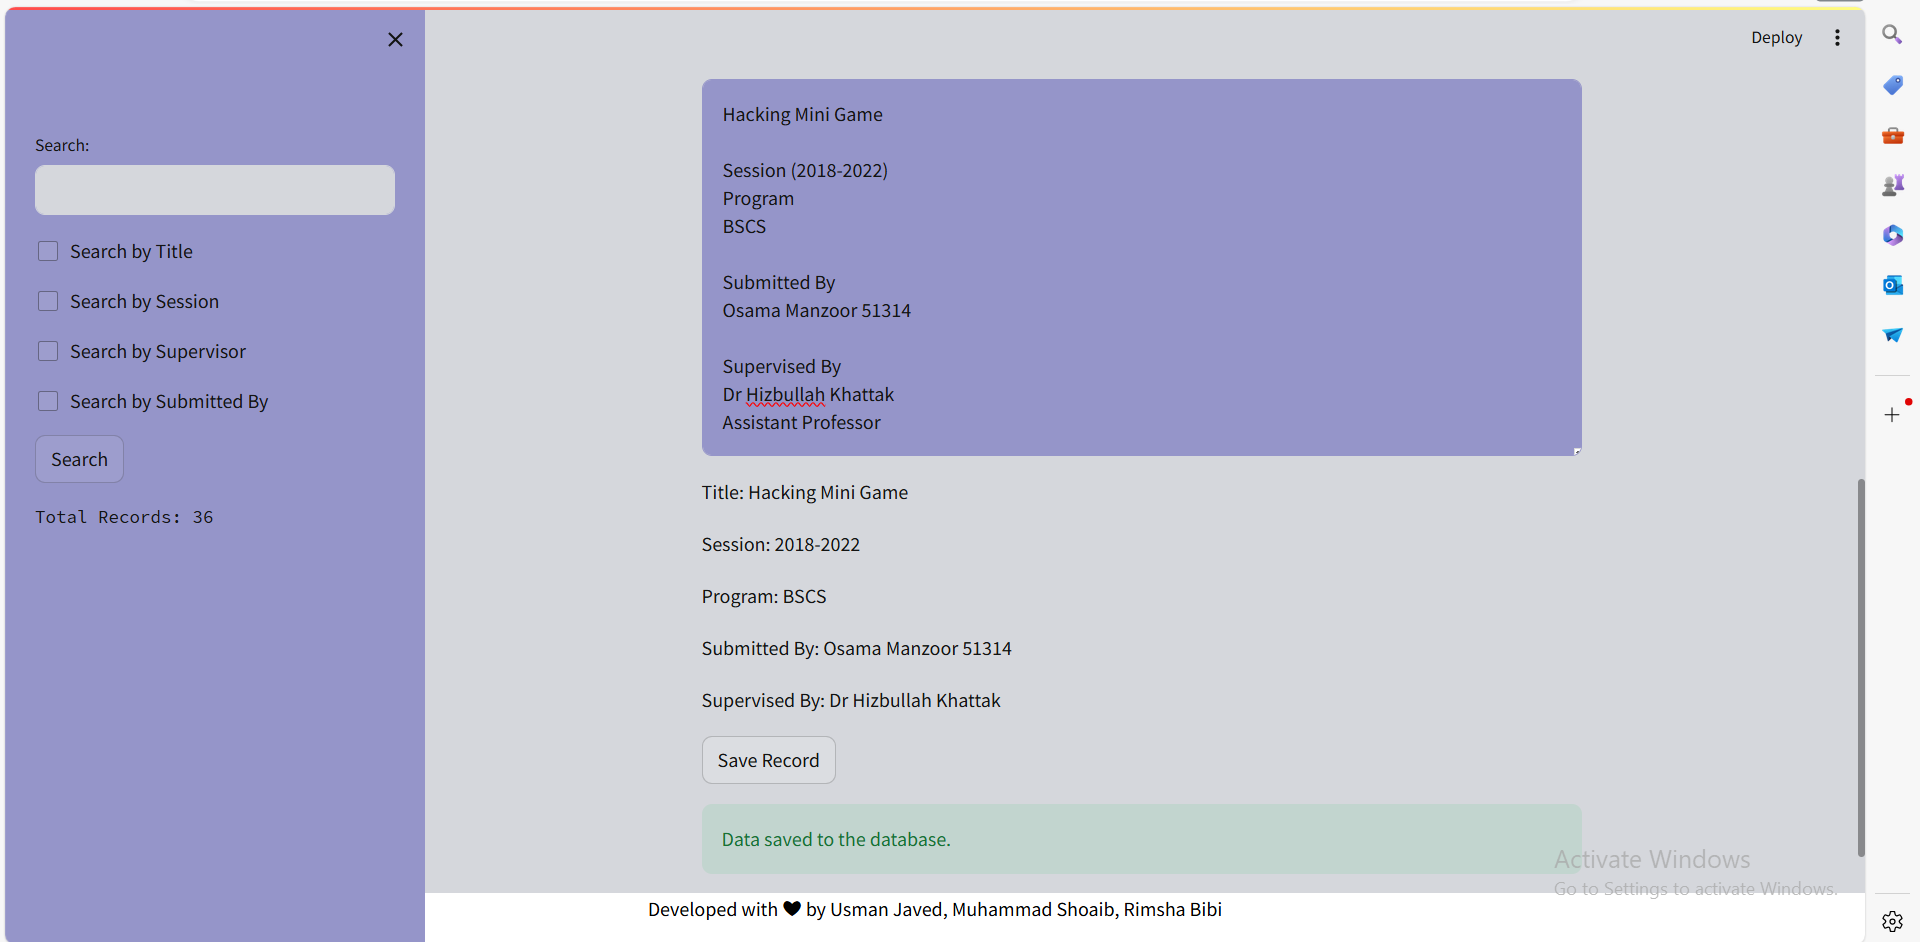 Search:
Search by Title
Search by Session
Search by Supervisor
Search by Submitted By
Search
Total Records: 36
Deploy
Hacking Mini Game
Session (2018-2022)
Program
BSCS
Submitted By
Osama Manzoor 51314
Supervised By
Dr Hizbullah Khattak
Assistant Professor
Title: Hacking Mini Game
Session: 2018-2022
Program: BSCS
Submitted By: Osama Manzoor 51314
Supervised By: Dr Hizbullah Khattak
Save Record
Data saved to the database.
Activate Windows
Go to Settings to activate Windows.
Developed with 🖤 by Usman Javed, Muhammad Shoaib, Rimsha Bibi